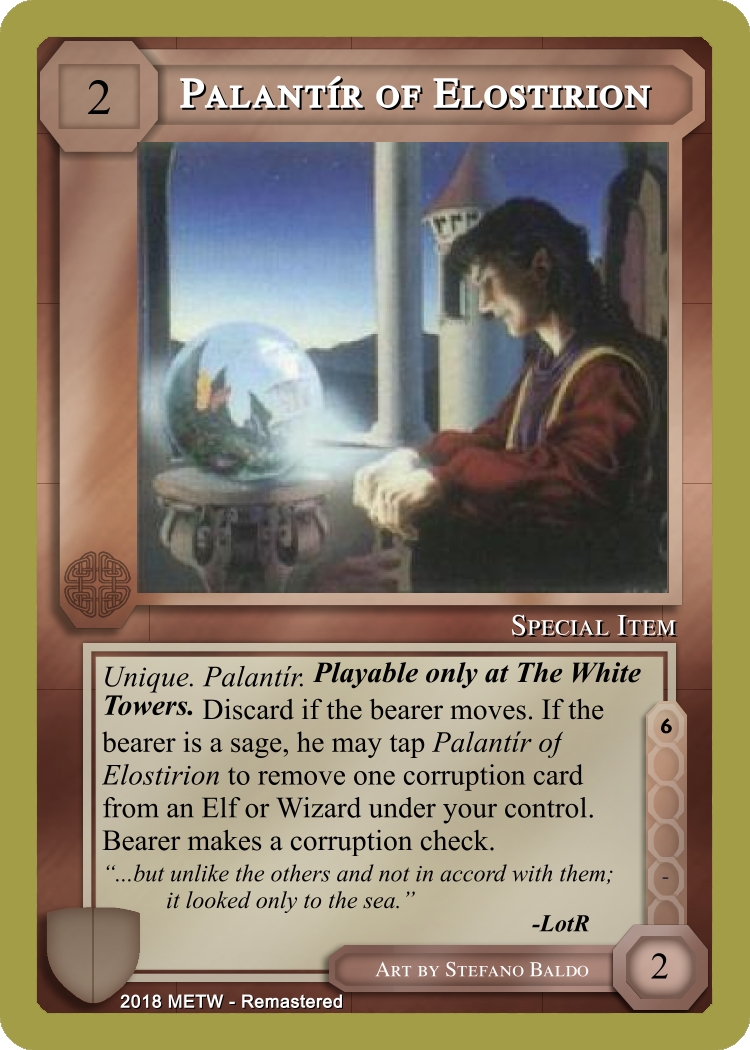 2
Palantír of Elostirion
Special Item
Unique. Palantír. Playable only at The White
Towers. Discard if the bearer moves. If the
bearer is a sage, he may tap Palantír of
Elostirion to remove one corruption card
from an Elf or Wizard under your control.
Bearer makes a corruption check.
“...but unlike the others and not in accord with them;
it looked only to the sea.”
-LotR
6
-
2
Art by Stefano Baldo
2018 METW - Remastered